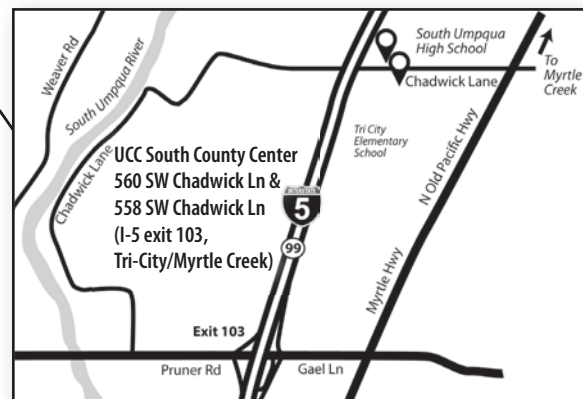 Weaver Rd
South Umpqua River
Chadwick Lane
South Umpqua
High School
Chadwick Lane
To
Myrtle
Creek
Tri City
Elementary
School
UCC South County Center
560 SW Chadwick Ln &
558 SW Chadwick Ln
(I-5 exit 103,
Tri-City/Myrtle Creek)
INTERSTATE
5
99
N Old Pacific Hwy
Myrtle Hwy
Exit 103
Pruner Rd
Gael Ln